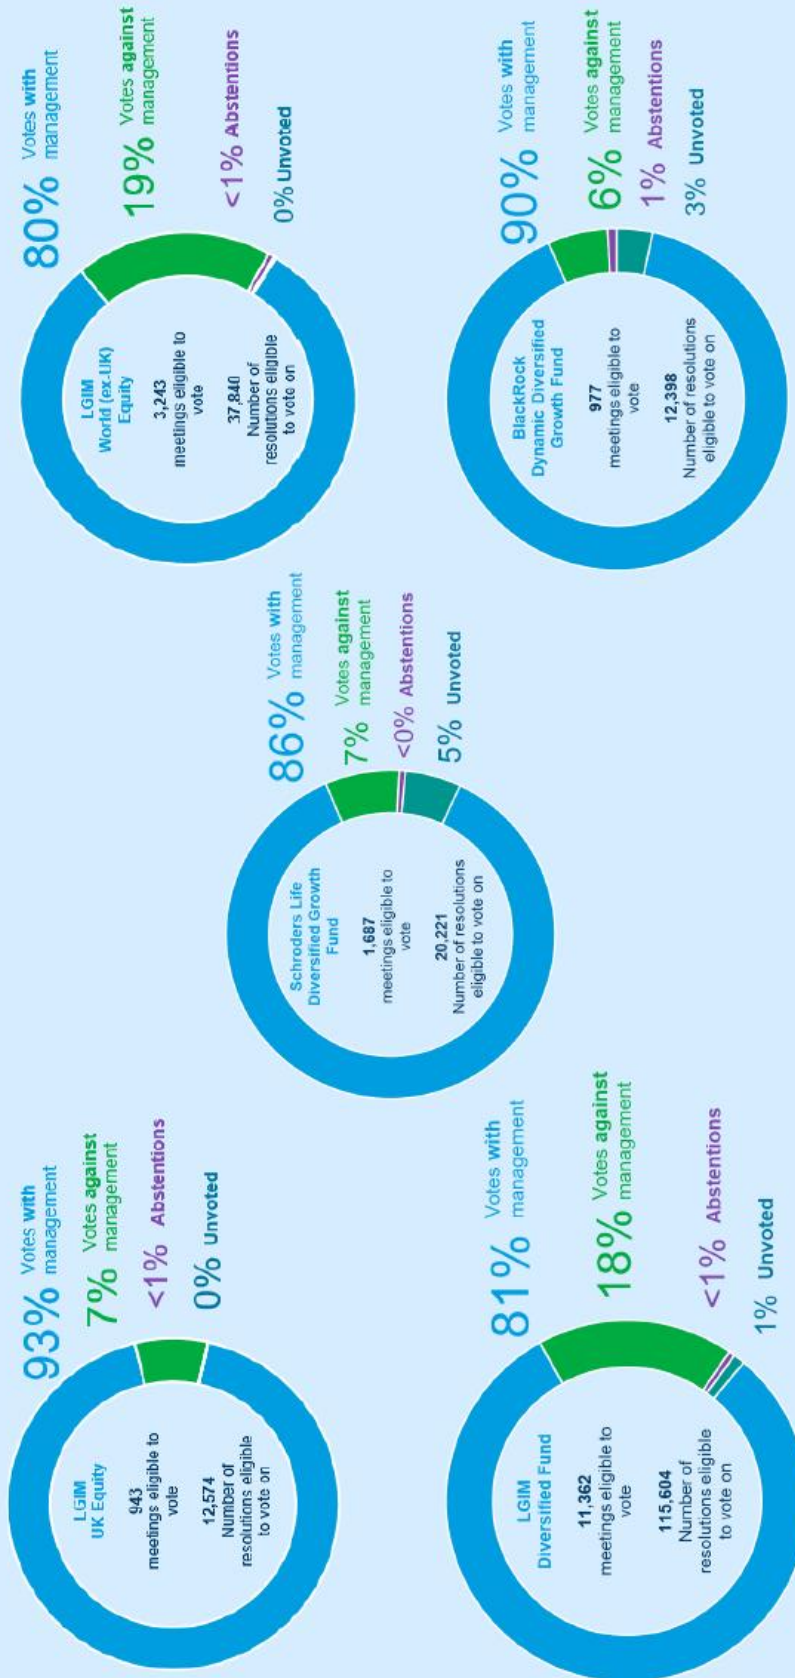 LGIM
UK Equity
943
meetings eligible to
vote
12,574
Number of
resolutions eligible
to vote on
93% Votes with
management
7% Votes against
management
<1% Abstentions
0% Unvoted
LGIM
World (ex-UK)
Equity
3,243
meetings eligible to
vote
37,840
Number of
resolutions eligible
to vote on
80% Votes with
management
19% Votes against
management
<1% Abstentions
0% Unvoted
Schroders Life
Diversified Growth
Fund
1,687
meetings eligible to
vote
20,221
Number of resolutions
eligible to vote on
86% Votes with
management
7% Votes against
management
<0% Abstentions
5% Unvoted
LGIM
Diversified Fund
11,362
meetings eligible to
vote
115,604
Number of
resolutions eligible
to vote on
81% Votes with
management
18% Votes against
management
<1% Abstentions
1% Unvoted
BlackRock
Dynamic Diversified
Growth Fund
977
meetings eligible to
vote
12,398
Number of resolutions
eligible to vote on
90% Votes with
management
6% Votes against
management
1% Abstentions
3% Unvoted